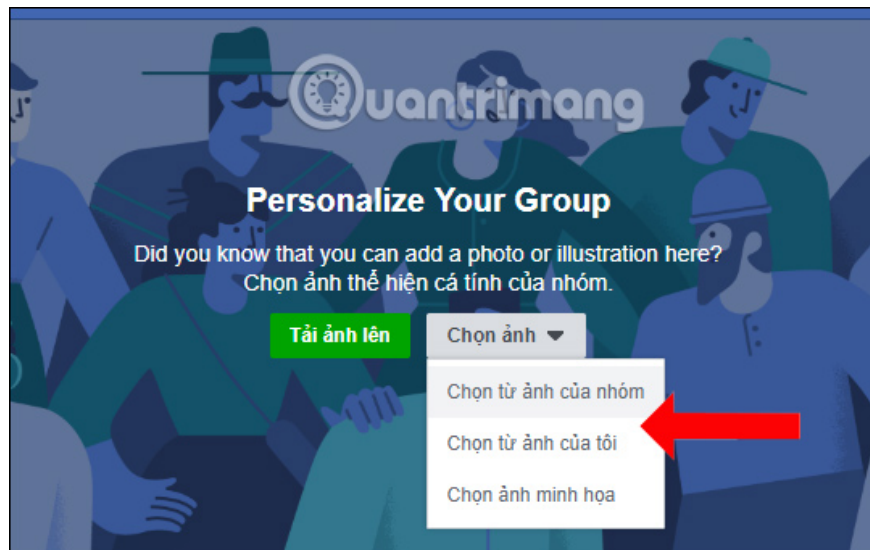 Quantrimang
Personalize Your Group
Did you know that you can add a photo or illustration here?
Chọn ảnh thể hiện cá tính của nhóm.
Tải ảnh lên
Chọn ảnh
Chọn từ ảnh của nhóm
Chọn từ ảnh của tôi
Chọn ảnh minh họa